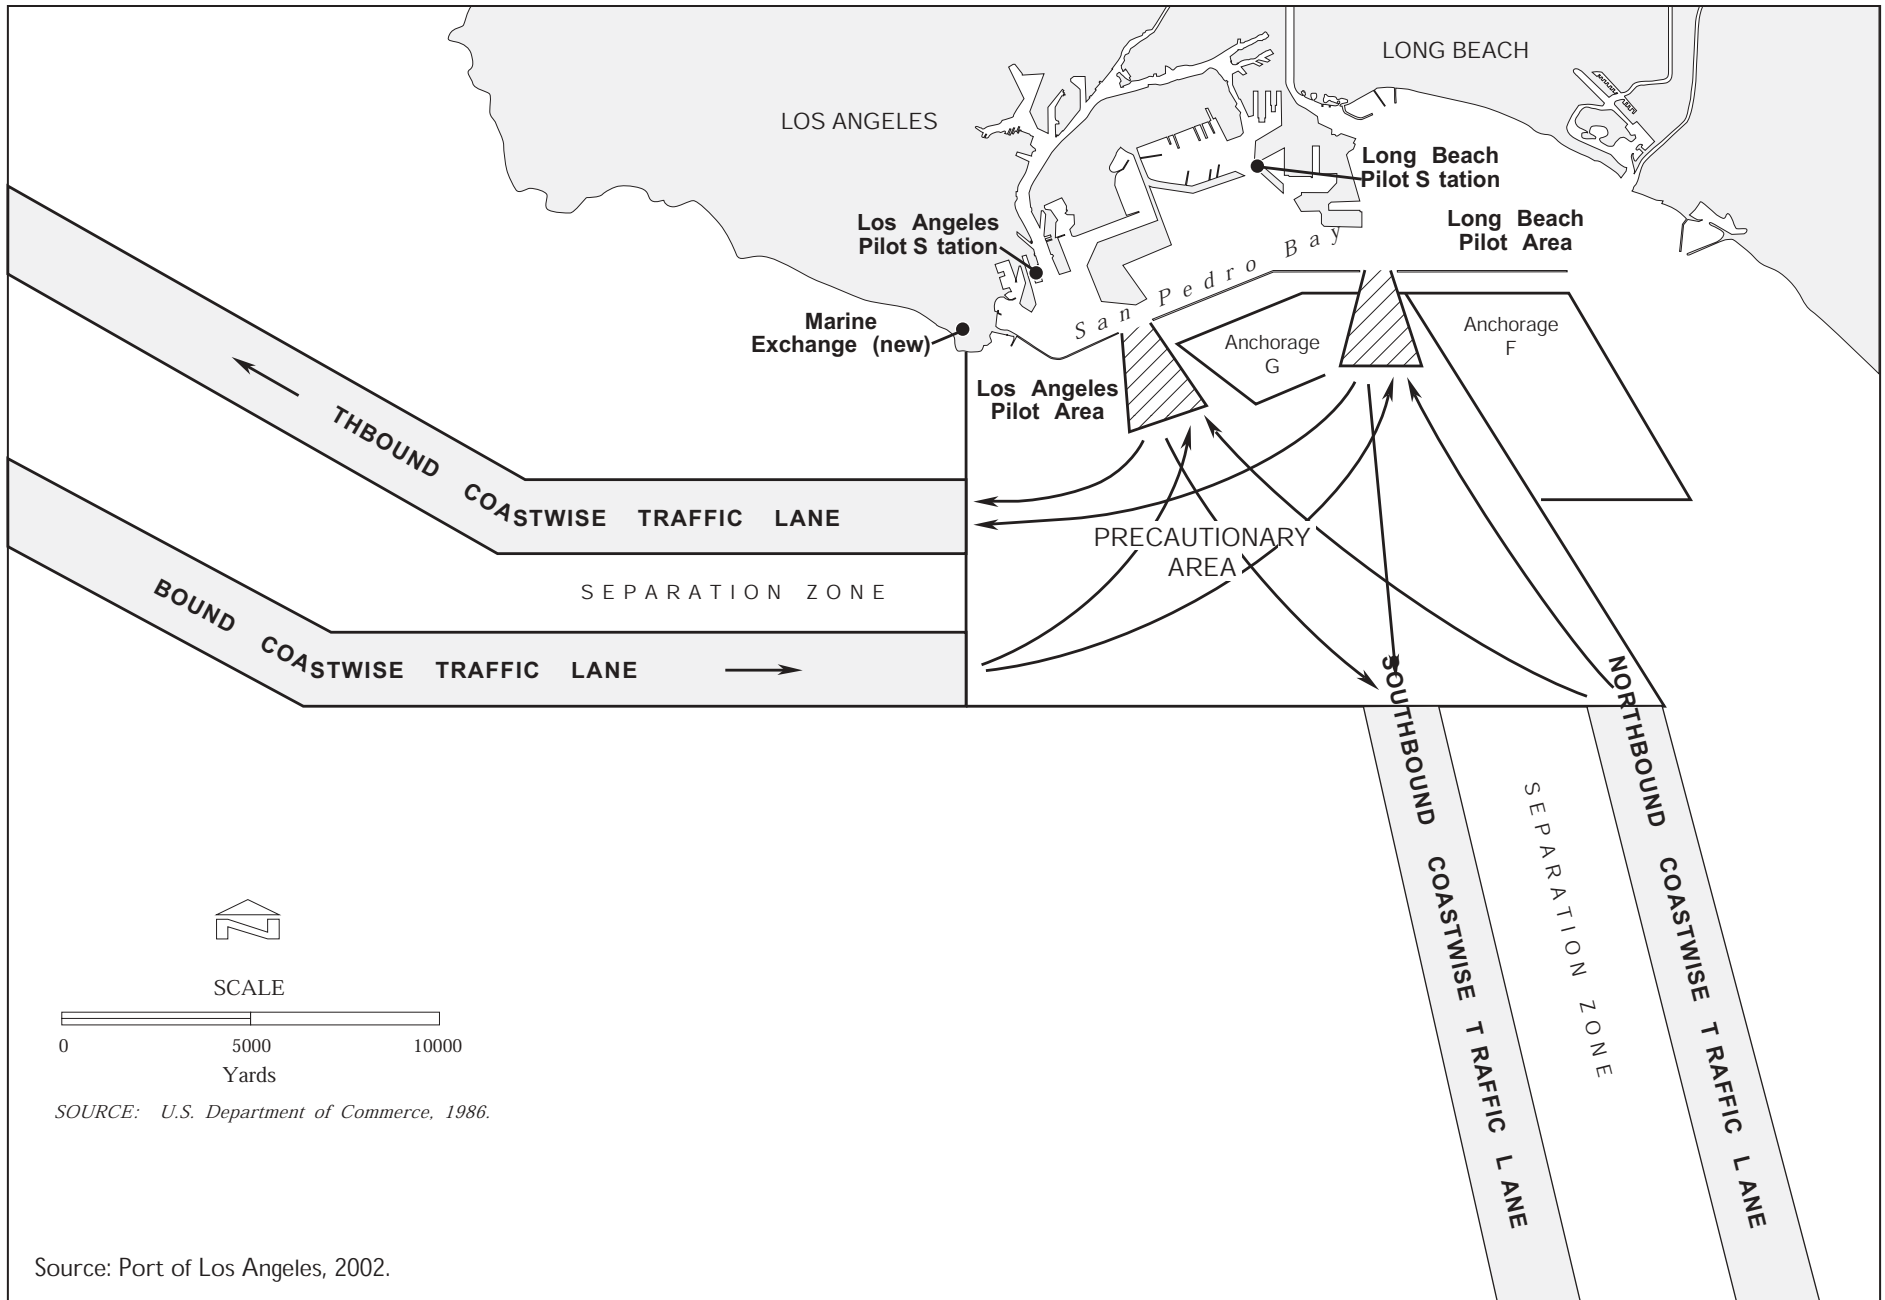 LONG BEACH
LOS ANGELES
Long Beach
Pilot S tation
Los Angeles
Pilot S tation
Long Beach
Pilot Area
San Pedro Bay
Marine
Exchange (new)
Anchorage
G
Anchorage
F
Los Angeles
Pilot Area
THBOUND COASTWISE TRAFFIC LANE
PRECAUTIONARY
AREA
SEPARATION ZONE
BOUND COASTWISE TRAFFIC LANE
SOUTHBOUND COASTWISE T RAFFIC L ANE
SEPARATION ZONE
NORTHBOUND COASTWISE T RAFFIC L ANE
N
SCALE
0 5000 10000
Yards
SOURCE: U.S. Department of Commerce, 1986.
Source: Port of Los Angeles, 2002.